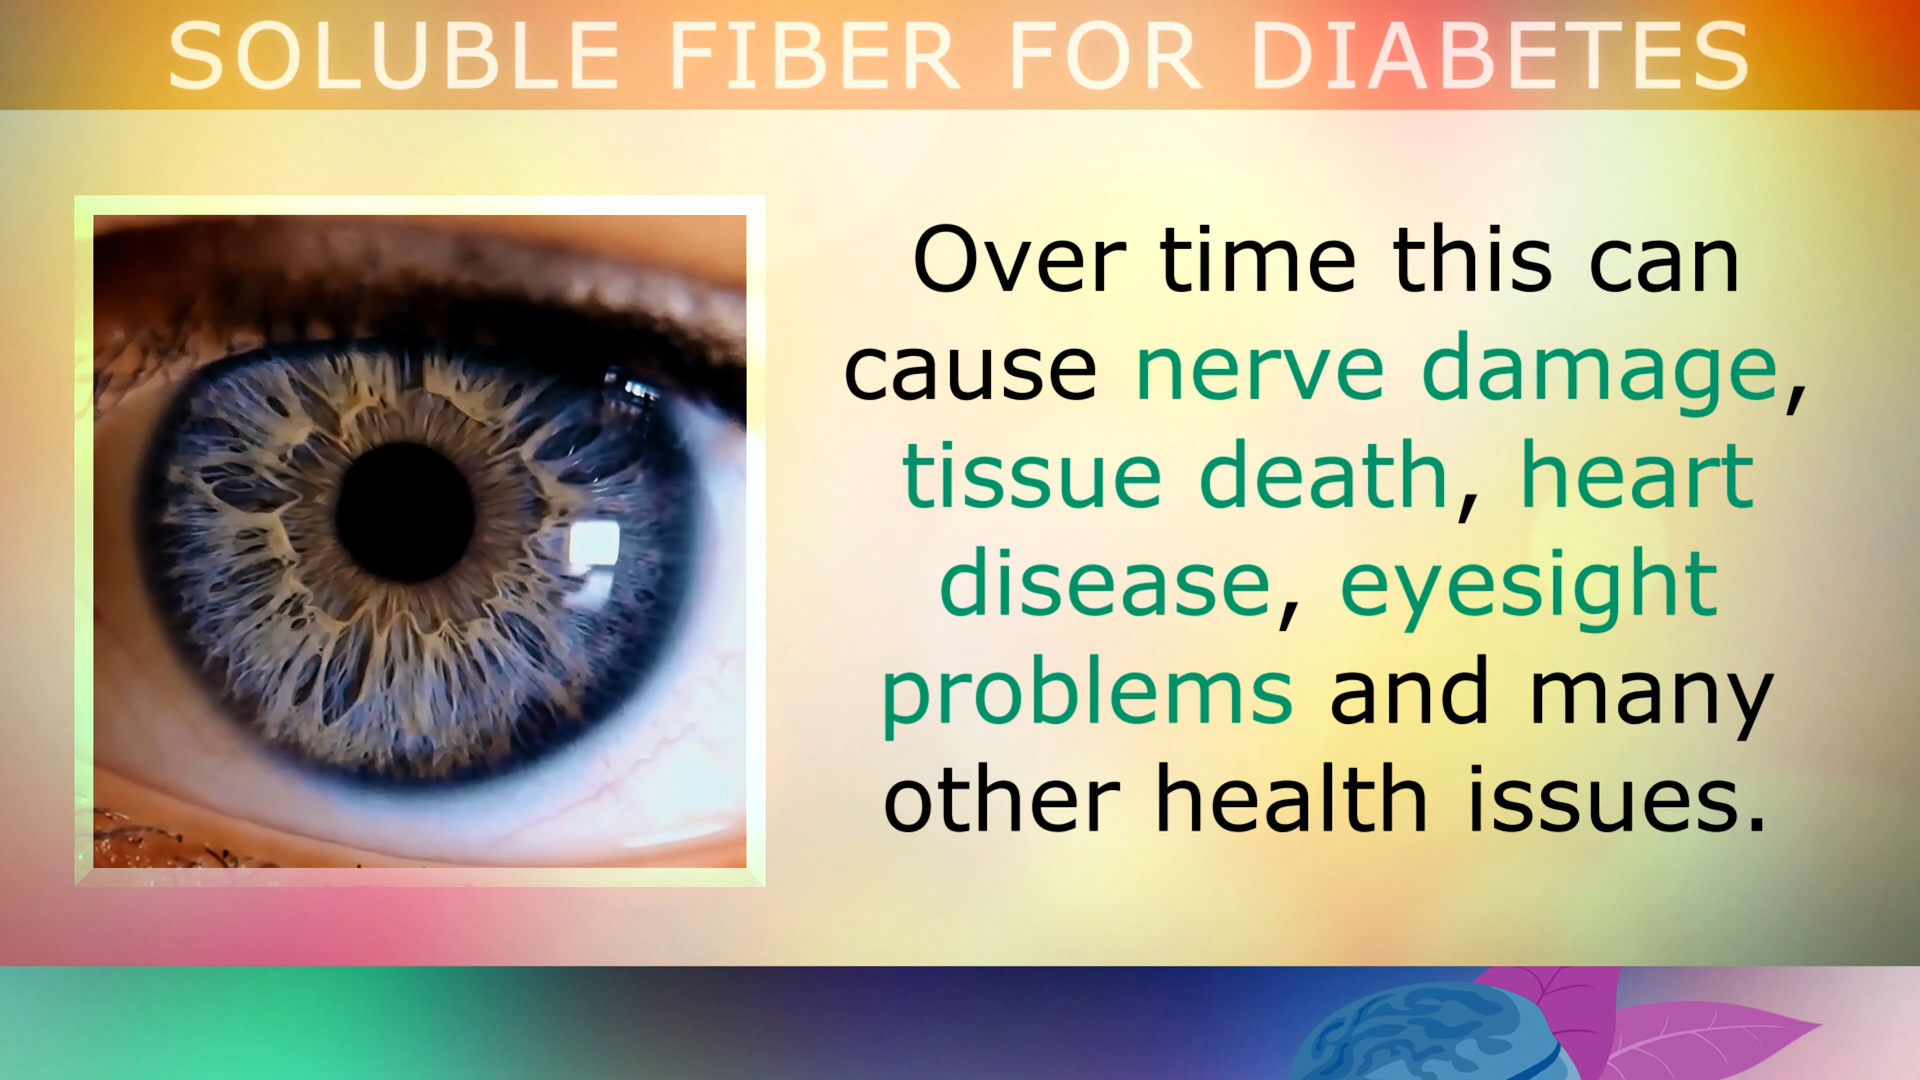 SOLUBLE FIBER FOR DIABETES
Over time this can
cause nerve damage,
tissue death, heart
disease, eyesight
problems and many
other health issues.